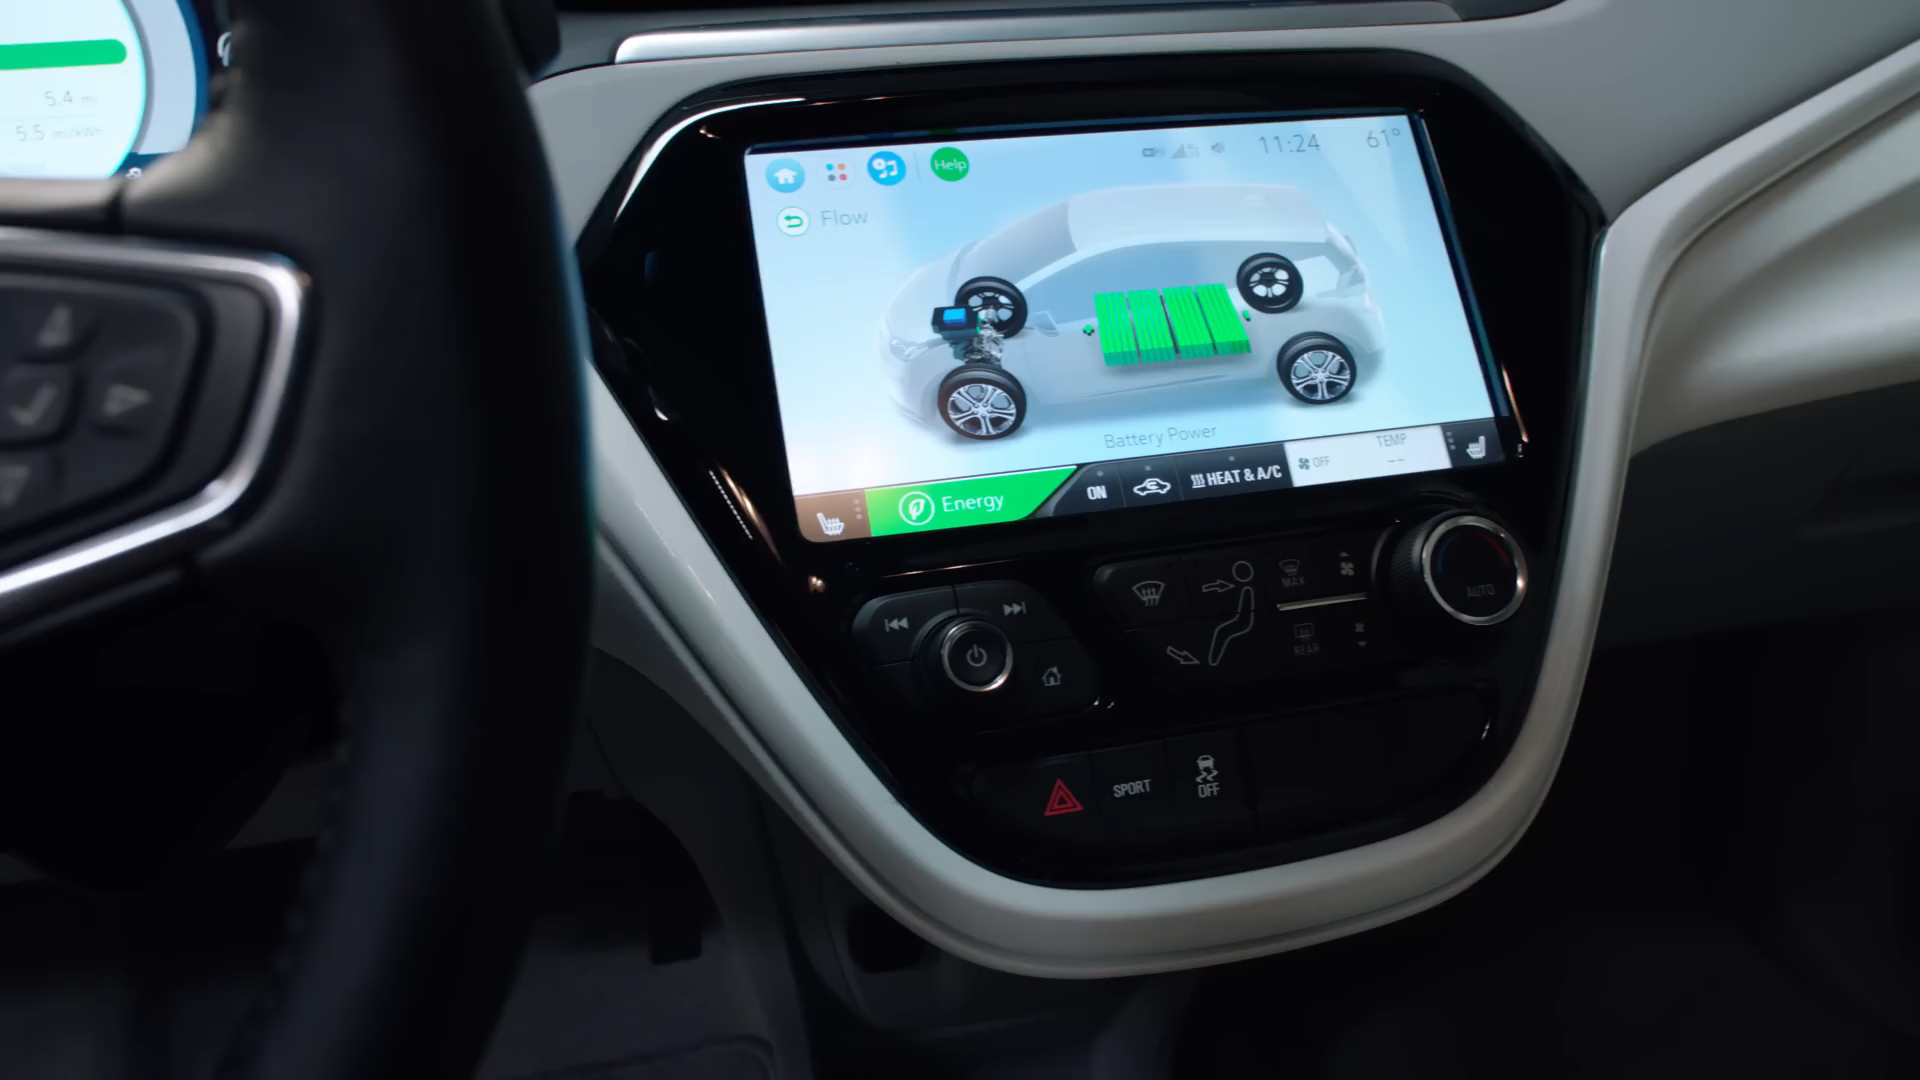 5.4 mi
5.5 mi/kWh
Help
11:24
61°
Flow
Battery Power
Energy
ON
HEAT & A/C
OFF
TEMP
--
MAX
AUTO
REAR
SPORT
OFF